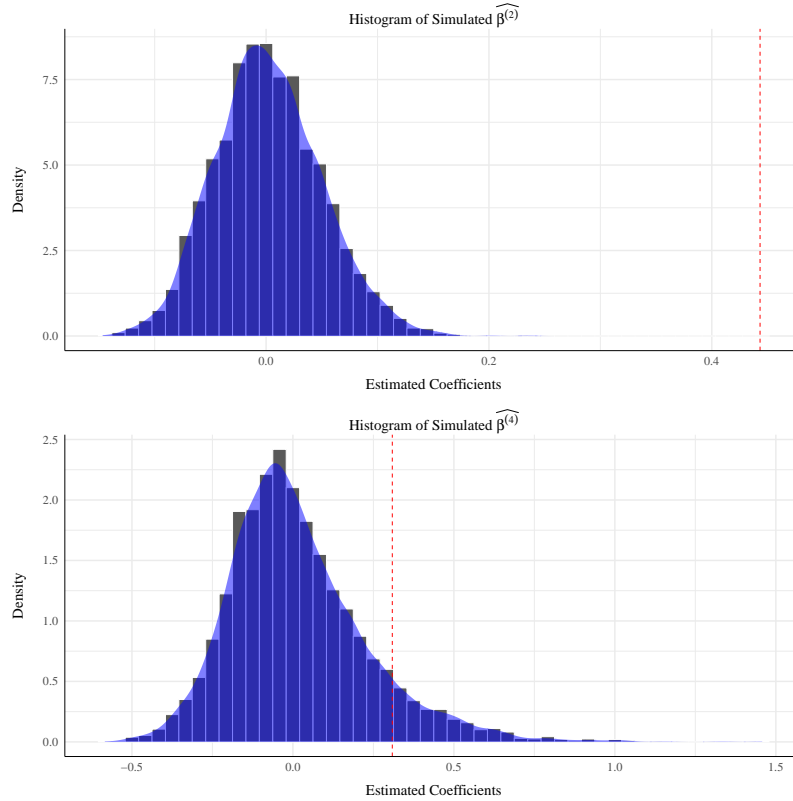 Histogram of Simulated β̂⁽²⁾
7.5
5.0
2.5
0.0
Density
0.0 0.2 0.4
Estimated Coefficients
Histogram of Simulated β̂⁽⁴⁾
2.5
2.0
1.5
1.0
0.5
0.0
Density
−0.5 0.0 0.5 1.0 1.5
Estimated Coefficients